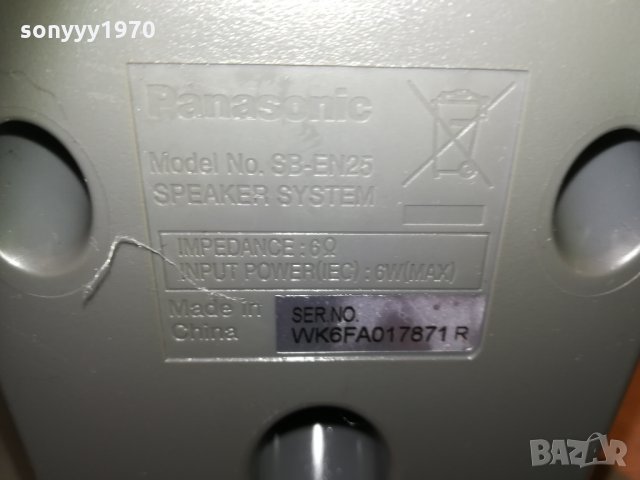 sonyyy1970
Panasonic
Model No. SB-EN25
SPEAKER SYSTEM
IMPEDANCE : 6Ω
INPUT POWER(IEC) : 6W(MAX)
Made in
China
SER.NO.
WK6FA017871 R
BAZAR